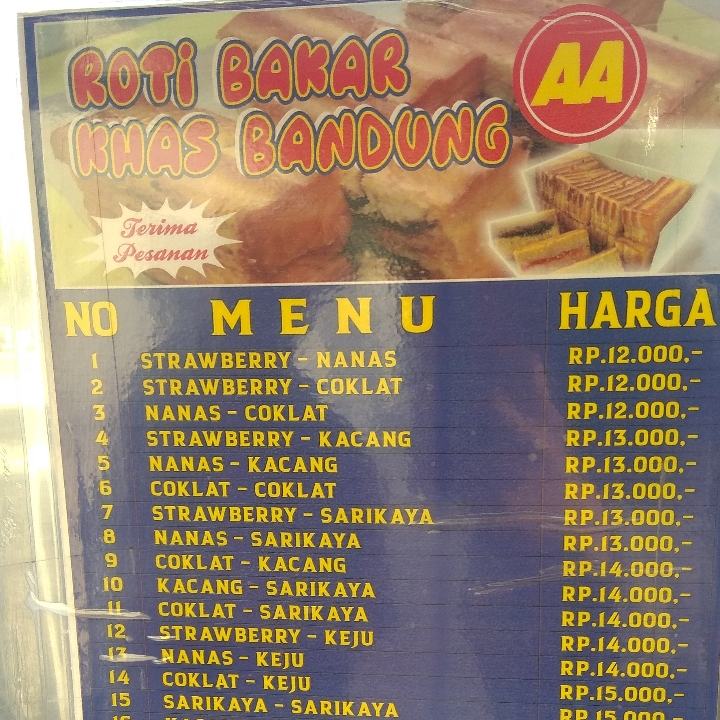 ROTI BAKAR
KHAS BANDUNG
AA
Terima
Pesanan
NO MENU HARGA
1 STRAWBERRY - NANAS RP.12.000,-
2 STRAWBERRY - COKLAT RP.12.000,-
3 NANAS - COKLAT RP.12.000,-
4 STRAWBERRY - KACANG RP.13.000,-
5 NANAS - KACANG RP.13.000,-
6 COKLAT - COKLAT RP.13.000,-
7 STRAWBERRY - SARIKAYA RP.13.000,-
8 NANAS - SARIKAYA RP.13.000,-
9 COKLAT - KACANG RP.14.000,-
10 KACANG - SARIKAYA RP.14.000,-
11 COKLAT - SARIKAYA RP.14.000,-
12 STRAWBERRY - KEJU RP.14.000,-
13 NANAS - KEJU RP.14.000,-
14 COKLAT - KEJU RP.15.000,-
15 SARIKAYA - SARIKAYA RP.15.000,-